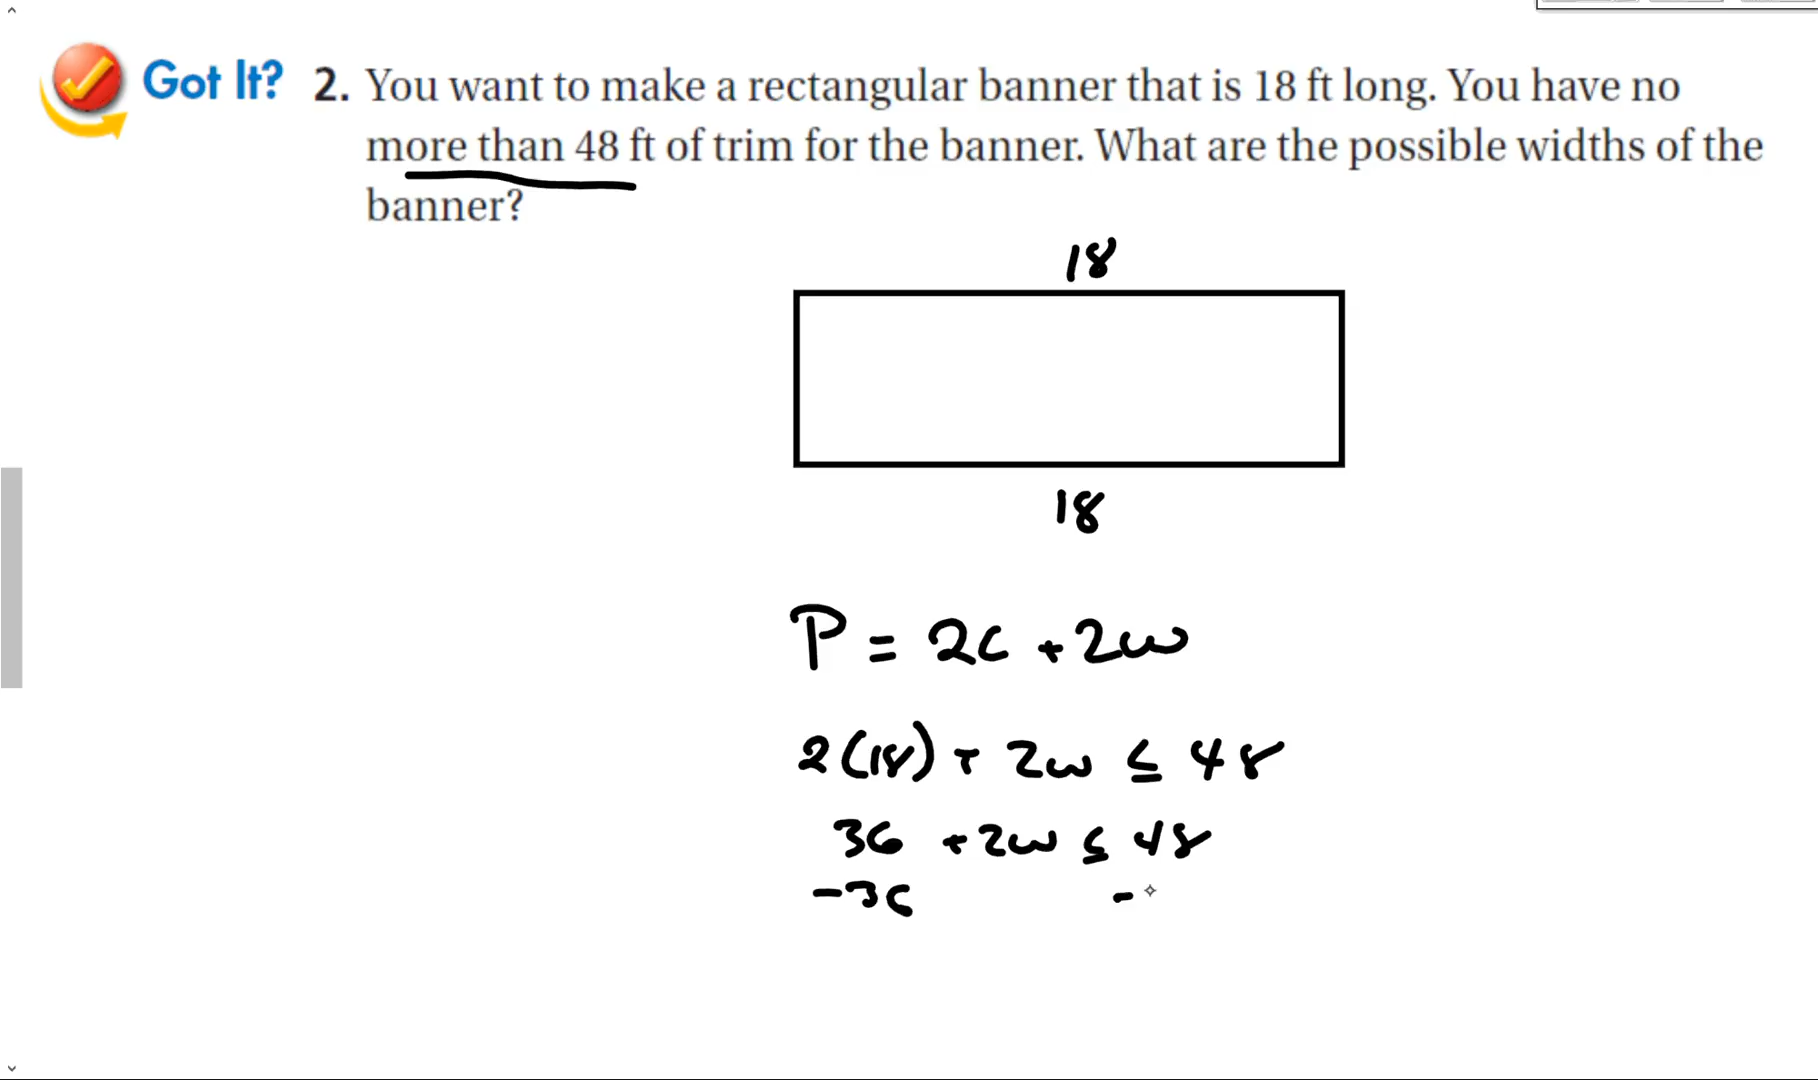 Got It? 2. You want to make a rectangular banner that is 18 ft long. You have no
more than 48 ft of trim for the banner. What are the possible widths of the
banner?
18
18
P = 2L + 2w
2(18) + 2w ≤ 48
36 + 2w ≤ 48
-36 -